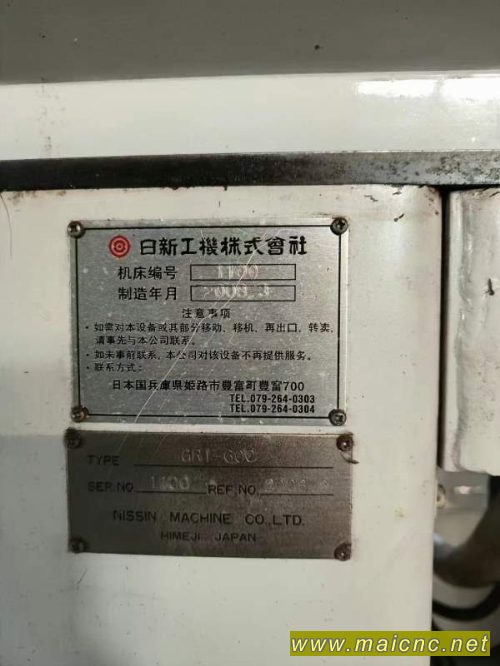 日新工機株式會社
机床编号 1100
制造年月
注意事项
·如需对本设备或其部分移动、移机、再出口、转卖,
请事先与本公司联系。
·如未事前联系,本公司对该设备不再提供服务。
·联系方式:
日本国兵庫県姫路市豊富町豊富700
TEL.079-264-0303
TEL.079-264-0304
TYPE
SER.NO. 1100 REF.NO.
NISSIN MACHINE CO.,LTD.
HIMEJI, JAPAN
www.maicnc.net